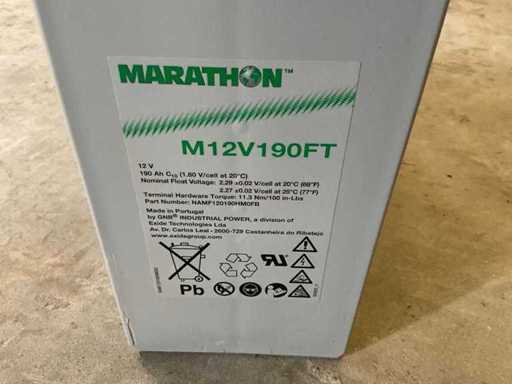 MARATHON™
M12V190FT
12 V
190 Ah C10 (1.80 V/cell at 20°C)
Nominal Float Voltage: 2.29 ±0.02 V/cell at 20°C (68°F)
2.27 ±0.02 V/cell at 25°C (77°F)
Terminal Hardware Torque: 11.3 Nm/100 in-Lbs
Part Number: NAMF120190HM0FB
Made in Portugal
by GNB® INDUSTRIAL POWER, a division of
Exide Technologies Lda
Av. Dr. Carlos Leal - 2600-729 Castanheira do Ribatejo
www.exidegroup.com
Pb